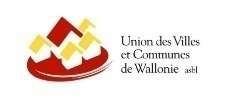 Union des Villes
et Communes
de Wallonie asbl